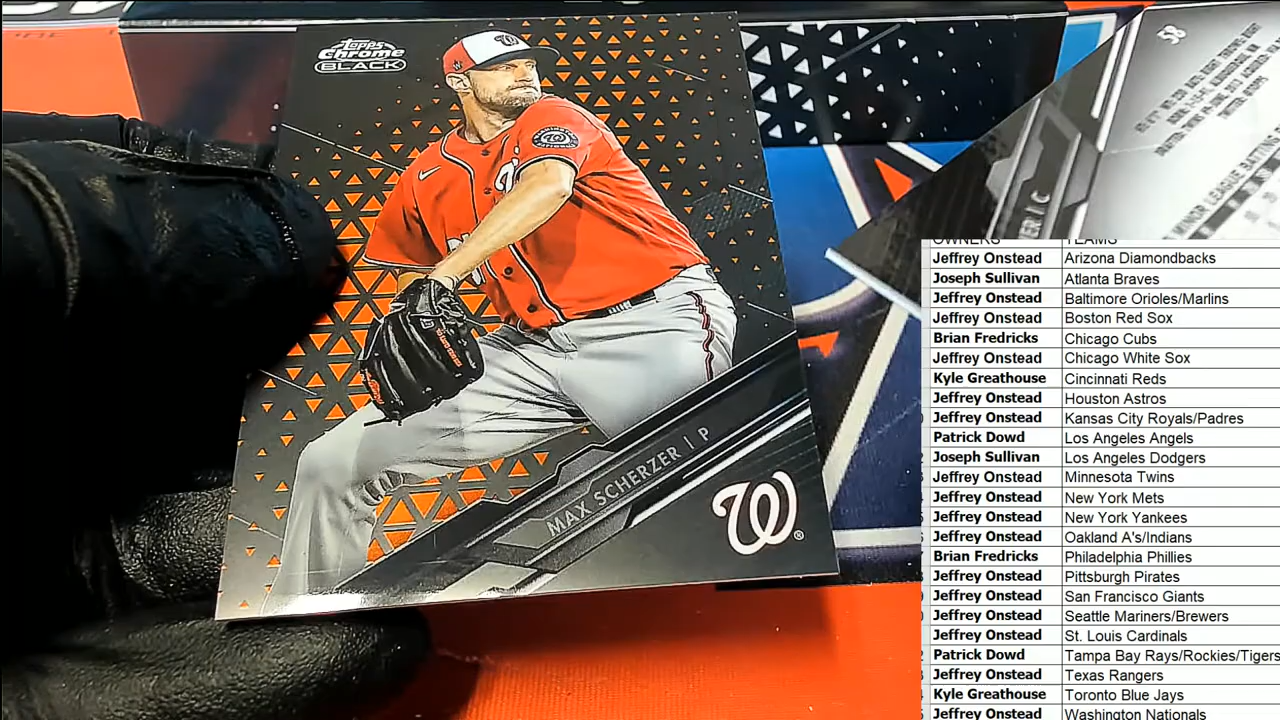 Topps
Chrome
BLACK
MAX SCHERZER | P
W
58
ER | C
MINOR LEAGUE BATTING
OWNERS TEAMS
Jeffrey Onstead Arizona Diamondbacks
Joseph Sullivan Atlanta Braves
Jeffrey Onstead Baltimore Orioles/Marlins
Jeffrey Onstead Boston Red Sox
Brian Fredricks Chicago Cubs
Jeffrey Onstead Chicago White Sox
Kyle Greathouse Cincinnati Reds
Jeffrey Onstead Houston Astros
Jeffrey Onstead Kansas City Royals/Padres
Patrick Dowd Los Angeles Angels
Joseph Sullivan Los Angeles Dodgers
Jeffrey Onstead Minnesota Twins
Jeffrey Onstead New York Mets
Jeffrey Onstead New York Yankees
Jeffrey Onstead Oakland A's/Indians
Brian Fredricks Philadelphia Phillies
Jeffrey Onstead Pittsburgh Pirates
Jeffrey Onstead San Francisco Giants
Jeffrey Onstead Seattle Mariners/Brewers
Jeffrey Onstead St. Louis Cardinals
Patrick Dowd Tampa Bay Rays/Rockies/Tigers
Jeffrey Onstead Texas Rangers
Kyle Greathouse Toronto Blue Jays
Jeffrey Onstead Washington Nationals